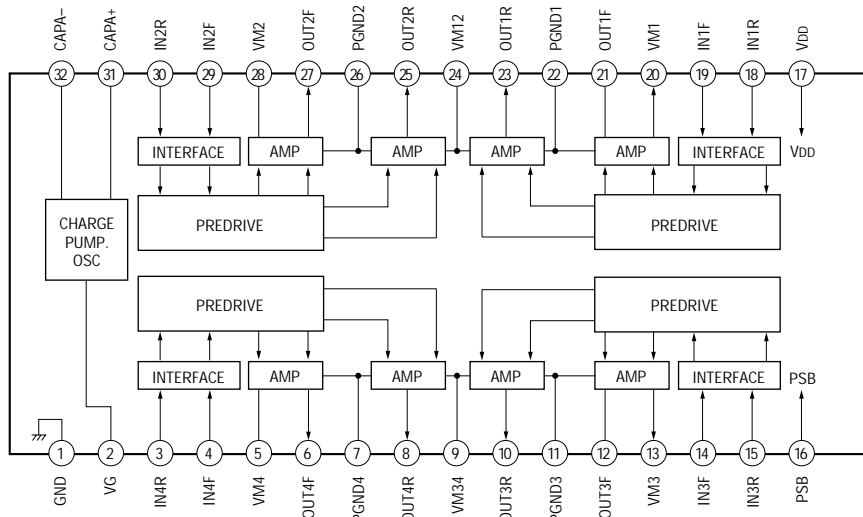 CAPA−
CAPA+
IN2R
IN2F
VM2
OUT2F
PGND2
OUT2R
VM12
OUT1R
PGND1
OUT1F
VM1
IN1F
IN1R
VDD
32
31
30
29
28
27
26
25
24
23
22
21
20
19
18
17
INTERFACE
AMP
AMP
AMP
AMP
INTERFACE
VDD
CHARGE
PUMP.
OSC
PREDRIVE
PREDRIVE
PREDRIVE
PREDRIVE
INTERFACE
AMP
AMP
AMP
AMP
INTERFACE
PSB
1
2
3
4
5
6
7
8
9
10
11
12
13
14
15
16
GND
VG
IN4R
IN4F
VM4
OUT4F
PGND4
OUT4R
VM34
OUT3R
PGND3
OUT3F
VM3
IN3F
IN3R
PSB